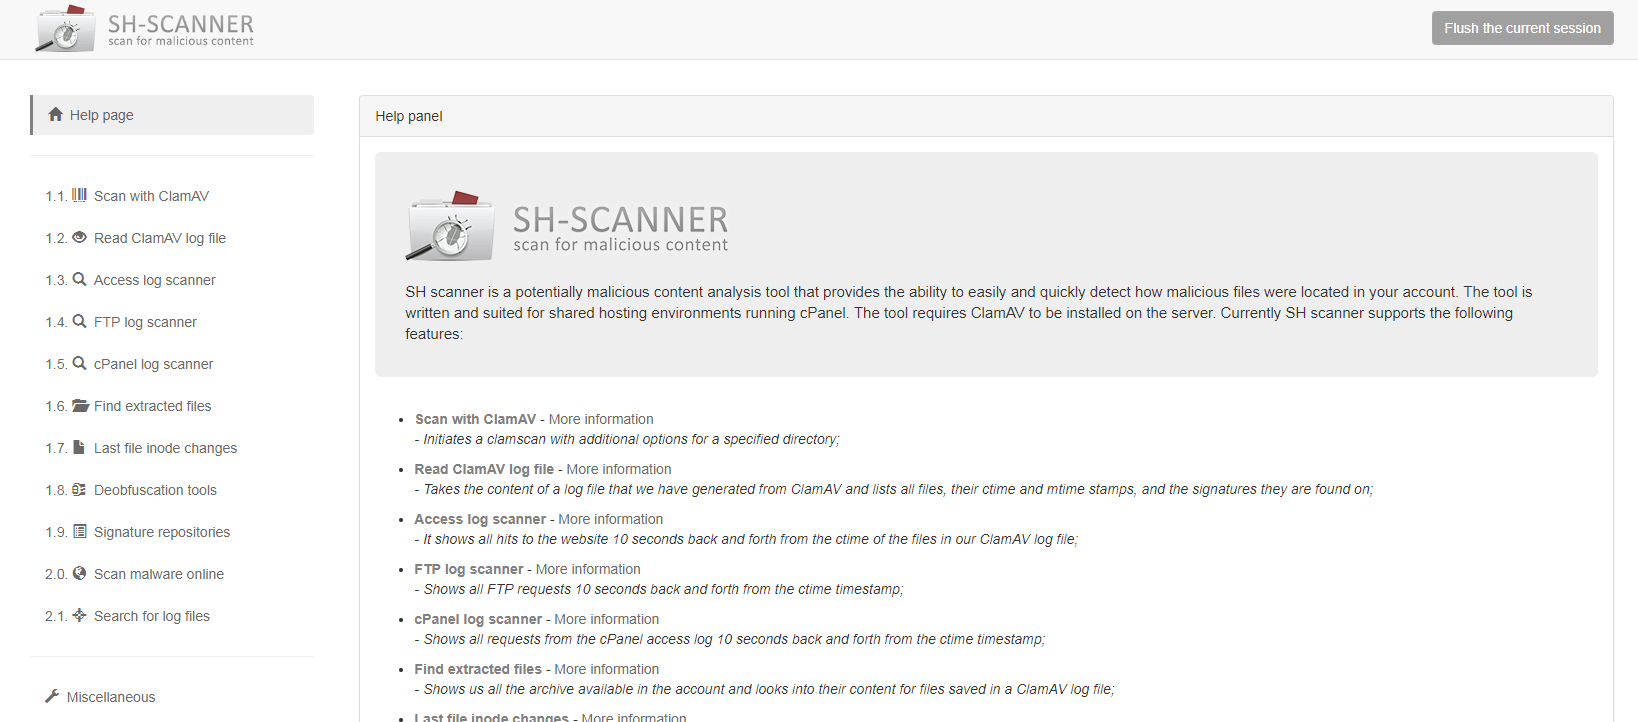 SH-SCANNER
scan for malicious content
Flush the current session
Help page
1.1. Scan with ClamAV
1.2. Read ClamAV log file
1.3. Access log scanner
1.4. FTP log scanner
1.5. cPanel log scanner
1.6. Find extracted files
1.7. Last file inode changes
1.8. Deobfuscation tools
1.9. Signature repositories
2.0. Scan malware online
2.1. Search for log files
Miscellaneous
Help panel
SH-SCANNER
scan for malicious content
SH scanner is a potentially malicious content analysis tool that provides the ability to easily and quickly detect how malicious files were located in your account. The tool is
written and suited for shared hosting environments running cPanel. The tool requires ClamAV to be installed on the server. Currently SH scanner supports the following
features:
• Scan with ClamAV - More information
- Initiates a clamscan with additional options for a specified directory;
• Read ClamAV log file - More information
- Takes the content of a log file that we have generated from ClamAV and lists all files, their ctime and mtime stamps, and the signatures they are found on;
• Access log scanner - More information
- It shows all hits to the website 10 seconds back and forth from the ctime of the files in our ClamAV log file;
• FTP log scanner - More information
- Shows all FTP requests 10 seconds back and forth from the ctime timestamp;
• cPanel log scanner - More information
- Shows all requests from the cPanel access log 10 seconds back and forth from the ctime timestamp;
• Find extracted files - More information
- Shows us all the archive available in the account and looks into their content for files saved in a ClamAV log file;
• Last file inode changes - More information